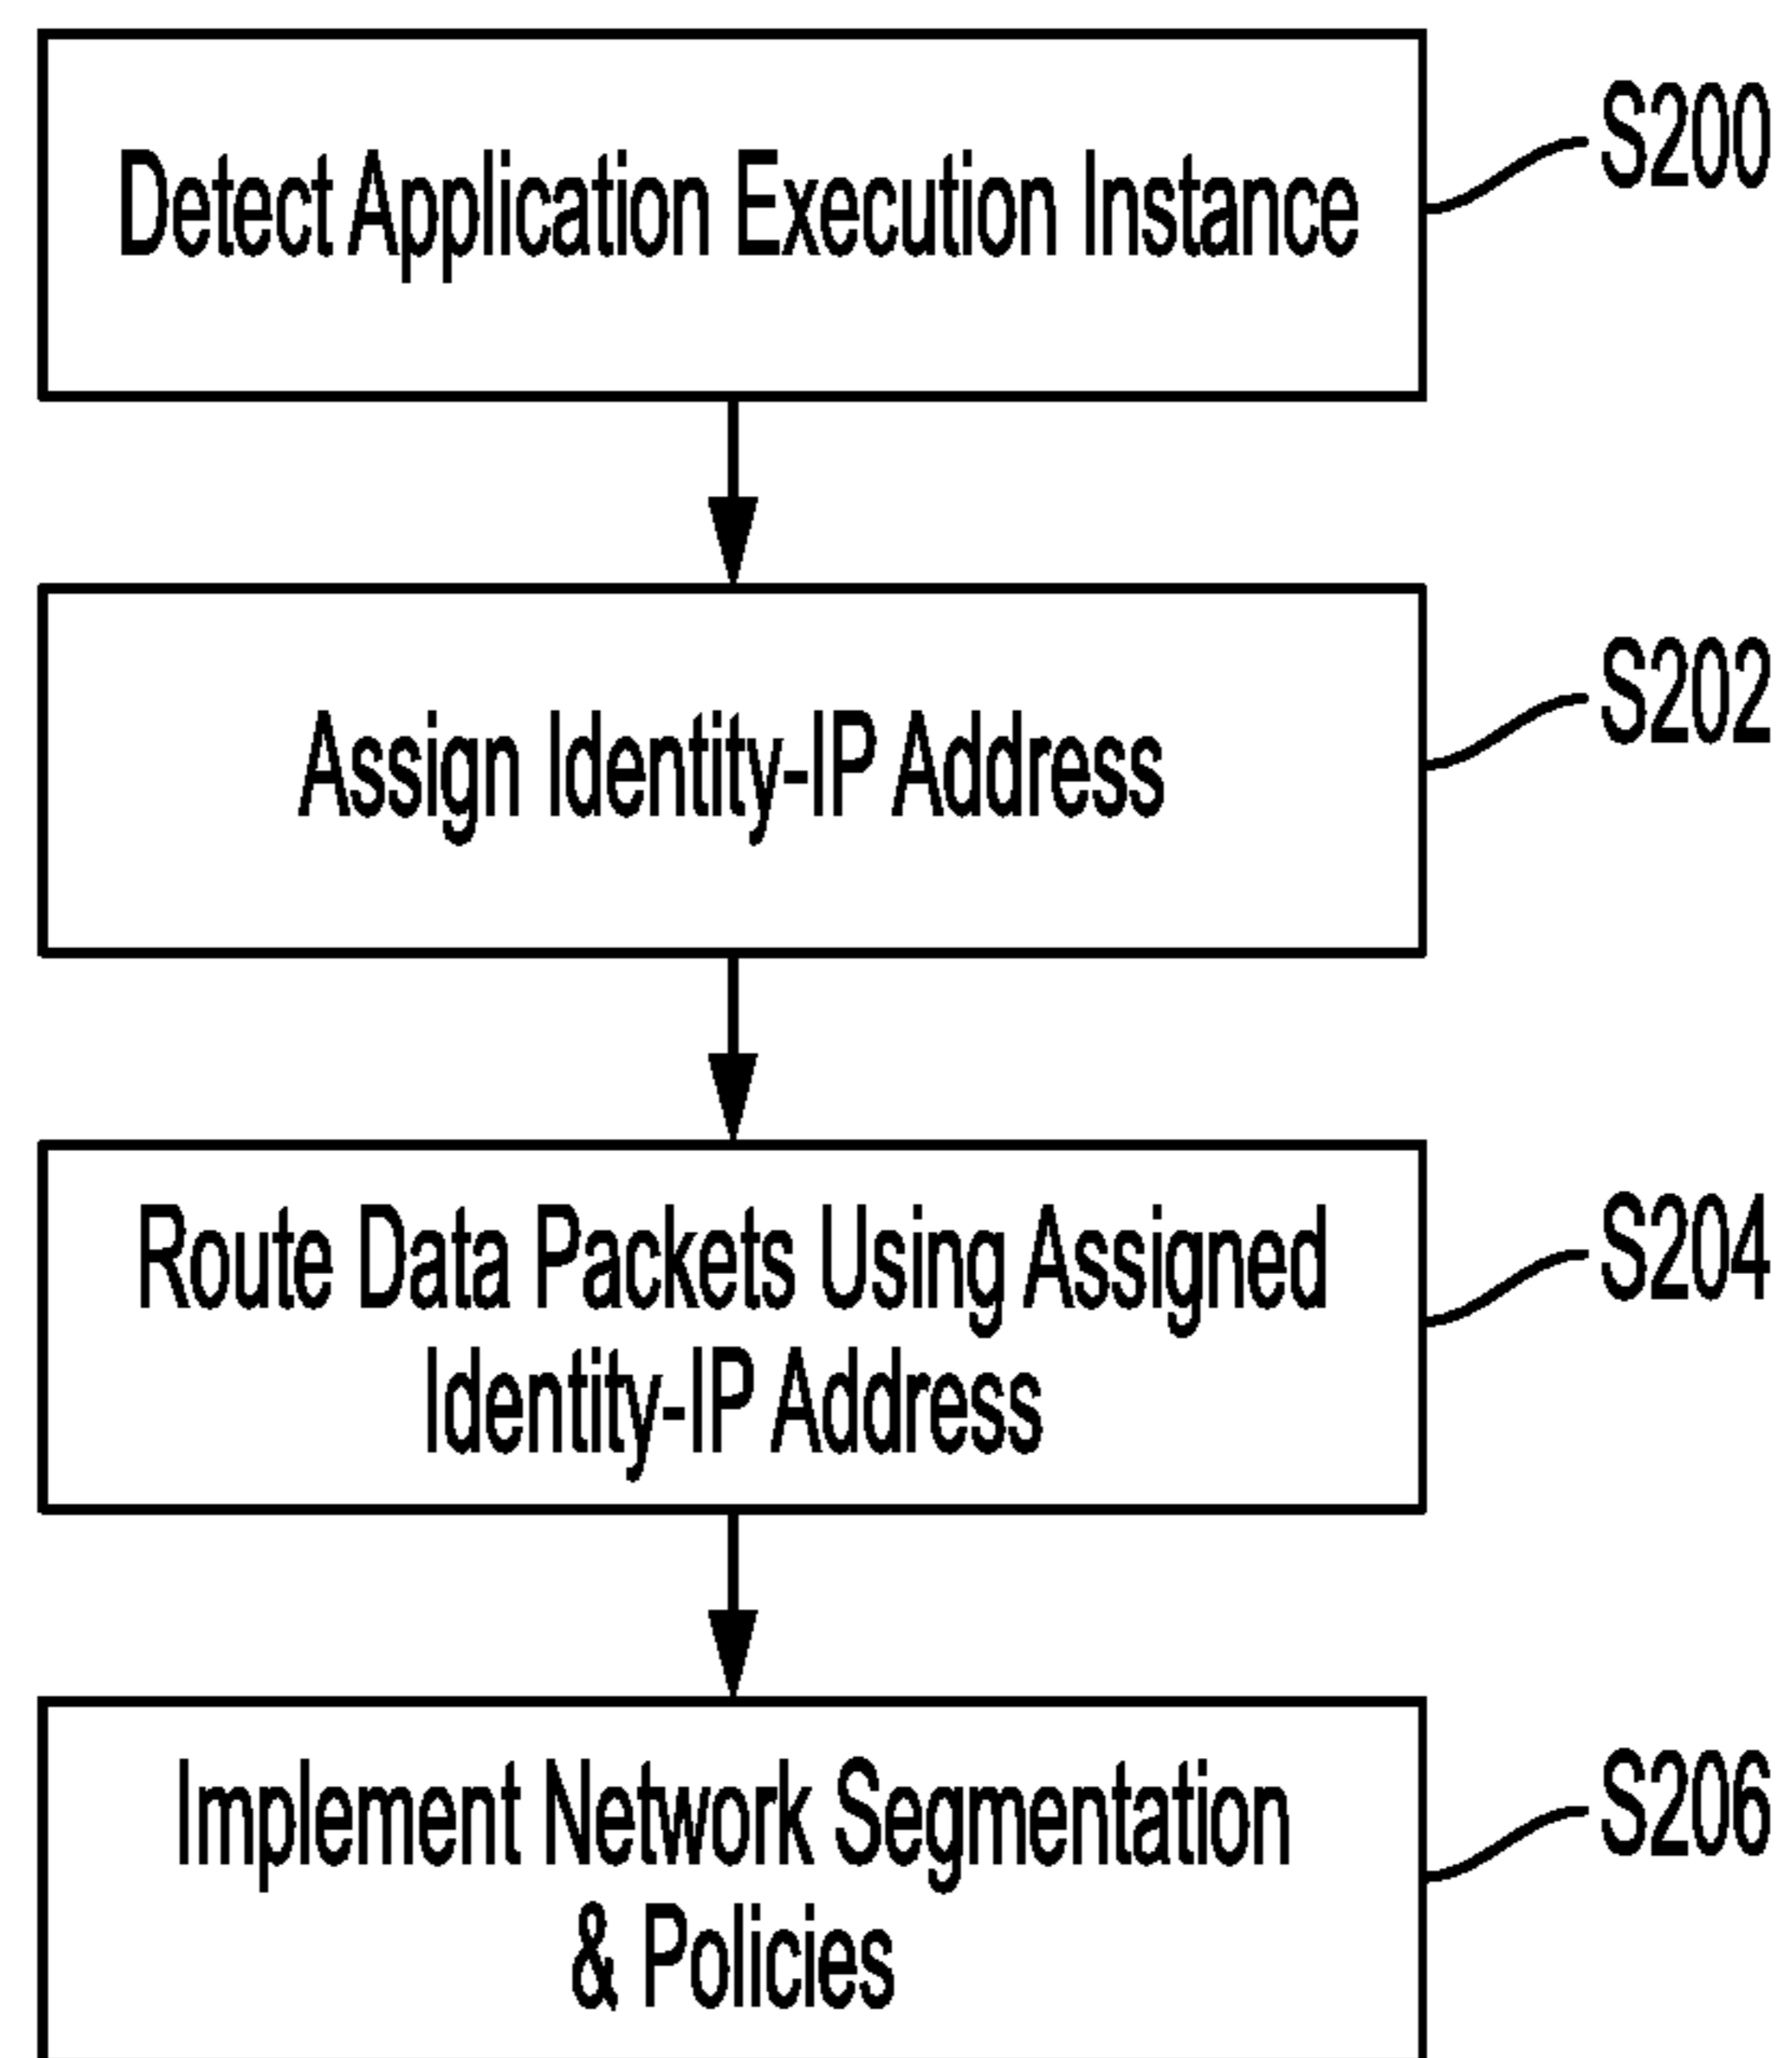 Detect Application Execution Instance
S200
Assign Identity-IP Address
S202
Route Data Packets Using Assigned
Identity-IP Address
S204
Implement Network Segmentation
& Policies
S206